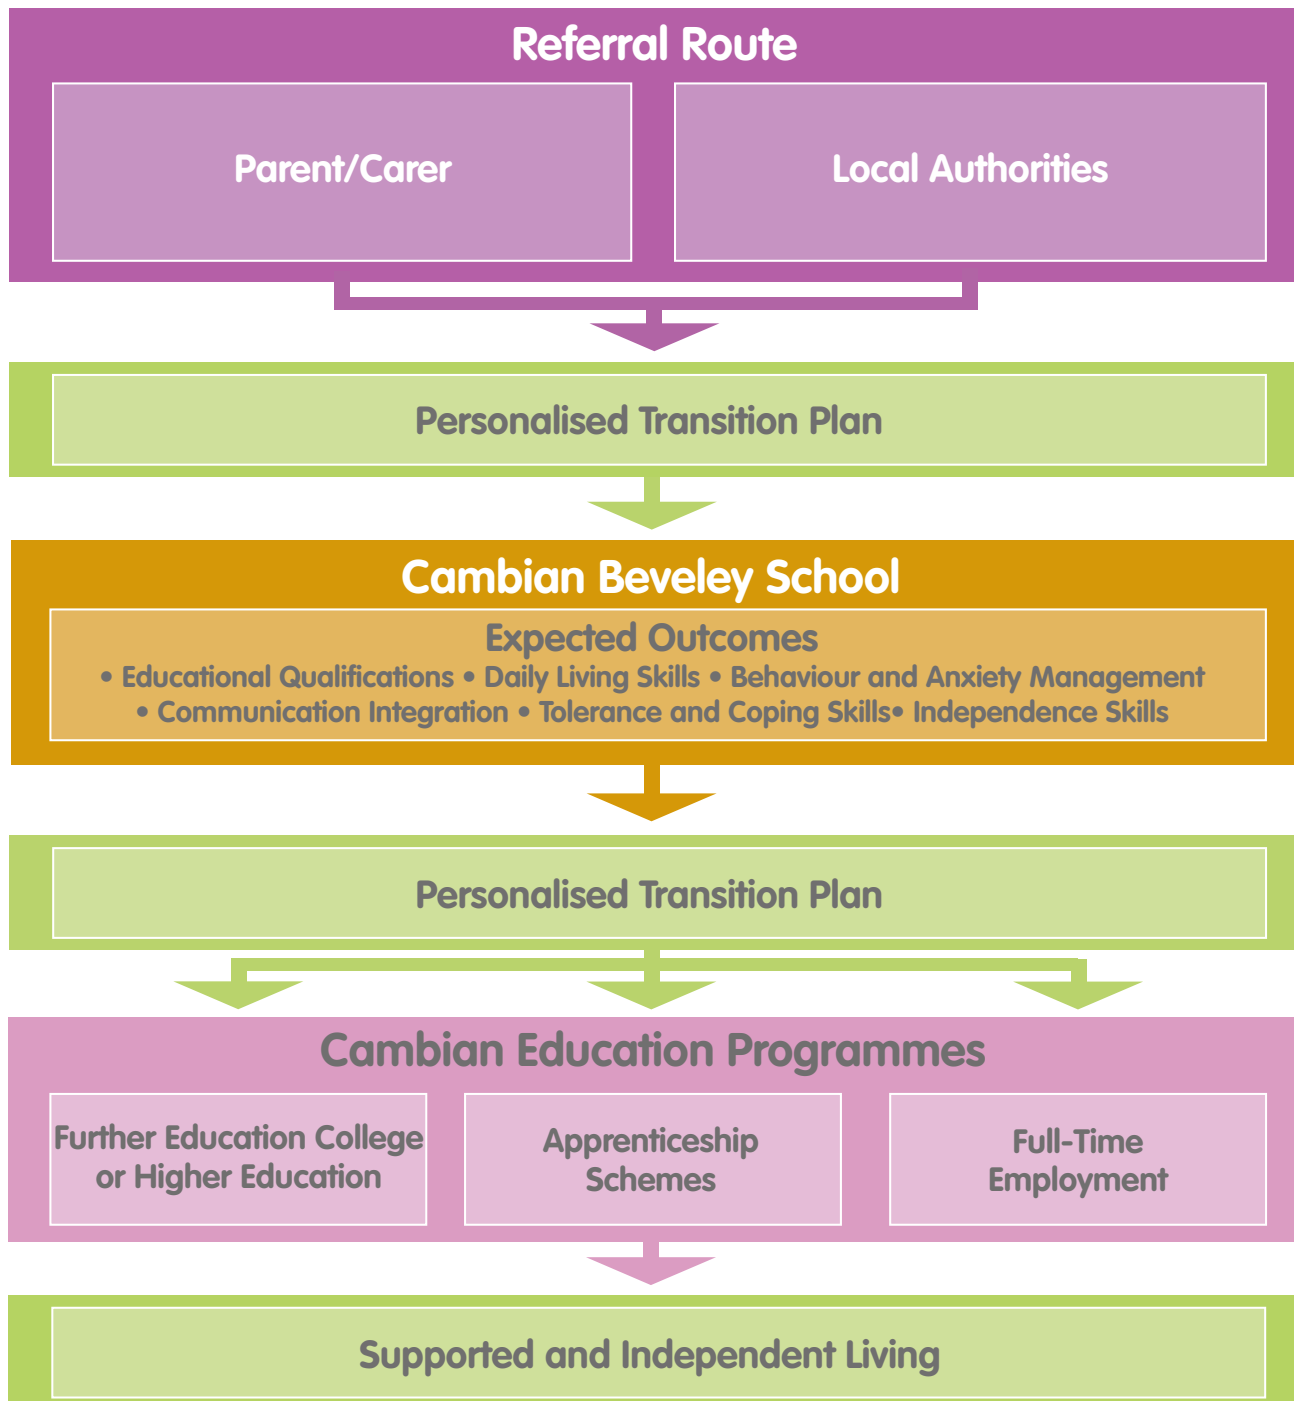 Referral Route
Parent/Carer
Local Authorities
Personalised Transition Plan
Cambian Beveley School
Expected Outcomes
• Educational Qualifications • Daily Living Skills • Behaviour and Anxiety Management
• Communication Integration • Tolerance and Coping Skills• Independence Skills
Personalised Transition Plan
Cambian Education Programmes
Further Education College
or Higher Education
Apprenticeship
Schemes
Full-Time
Employment
Supported and Independent Living